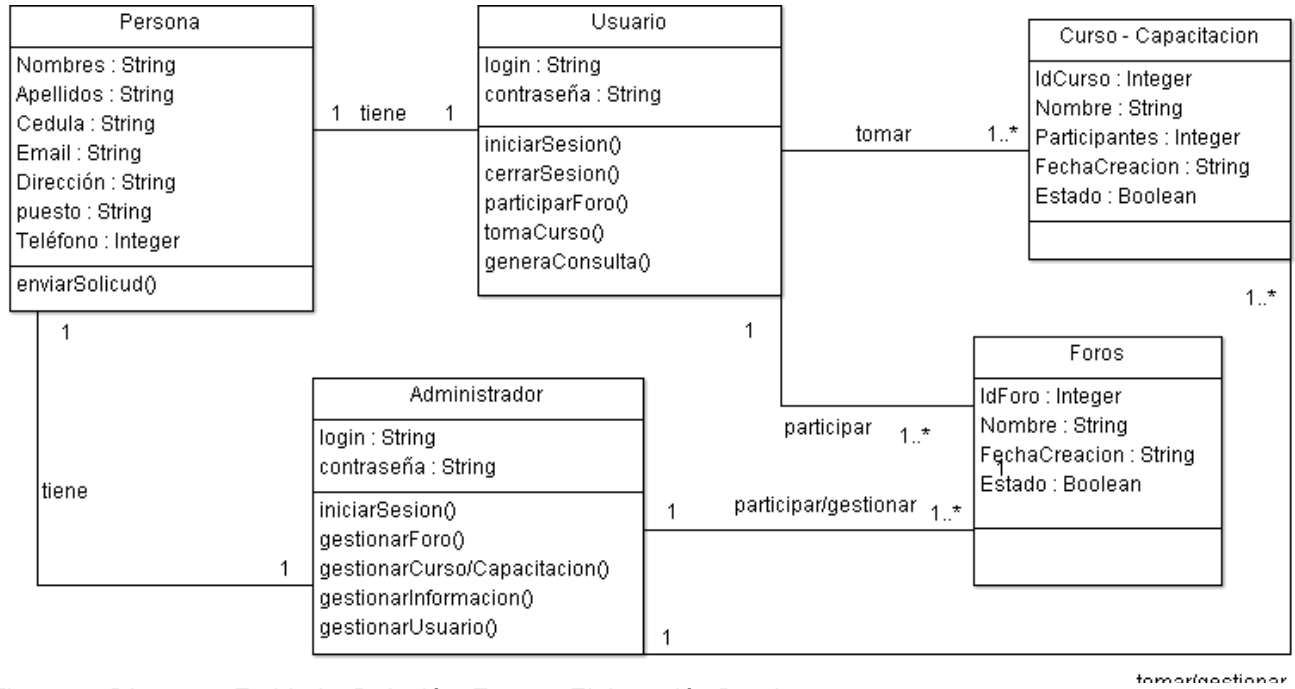 Persona
Nombres : String
Apellidos : String
Cedula : String
Email : String
Dirección : String
puesto : String
Teléfono : Integer
enviarSolicud()
1 tiene 1
Usuario
login : String
contraseña : String
iniciarSesion()
cerrarSesion()
participarForo()
tomaCurso()
generaConsulta()
tomar 1..*
Curso - Capacitacion
IdCurso : Integer
Nombre : String
Participantes : Integer
FechaCreacion : String
Estado : Boolean
1..*
1
1
tiene
1
Administrador
login : String
contraseña : String
iniciarSesion()
gestionarForo()
gestionarCurso/Capacitacion()
gestionarInformacion()
gestionarUsuario()
participar 1..*
1 participar/gestionar 1..*
Foros
IdForo : Integer
Nombre : String
FechaCreacion : String
1
Estado : Boolean
1
tomar/gestionar